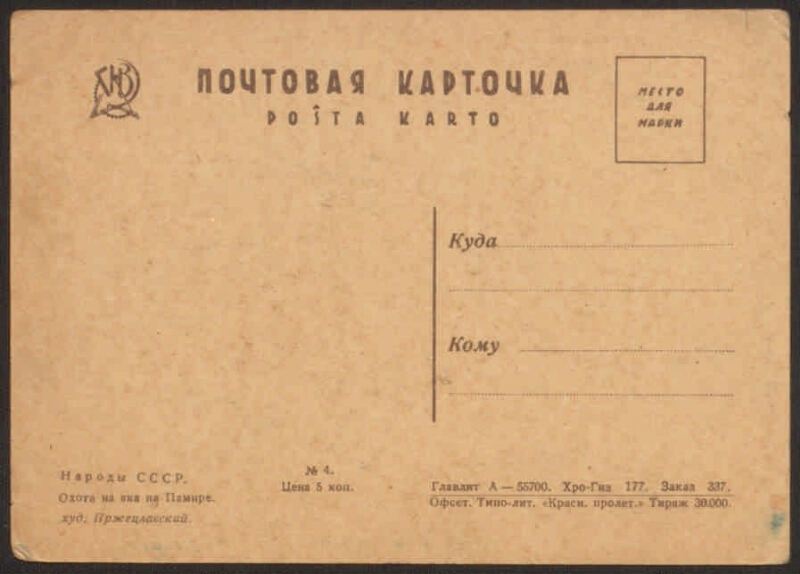 ПОЧТОВАЯ КАРТОЧКА
POŜTA KARTO
МЕСТО
ДЛЯ
МАРКИ
Куда
Кому
Народы СССР.
Охота на яка на Памире.
худ. Пржецлавский.
№ 4.
Цена 5 коп.
Главлит А — 55700. Хро-Гиз 177. Заказ 337.
Офсет. Типо-лит. «Красн. пролет.» Тираж 30.000.